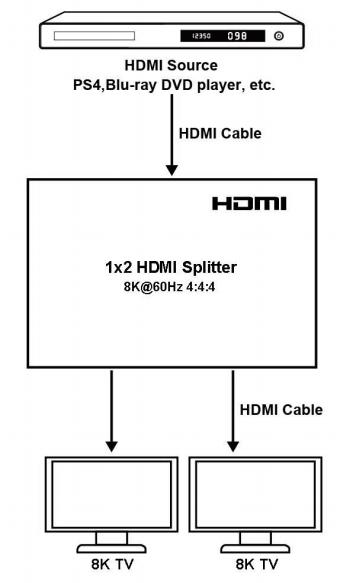 12350 098
HDMI Source
PS4,Blu-ray DVD player, etc.
HDMI Cable
HDMI
1x2 HDMI Splitter
8K@60Hz 4:4:4
HDMI Cable
8K TV 8K TV